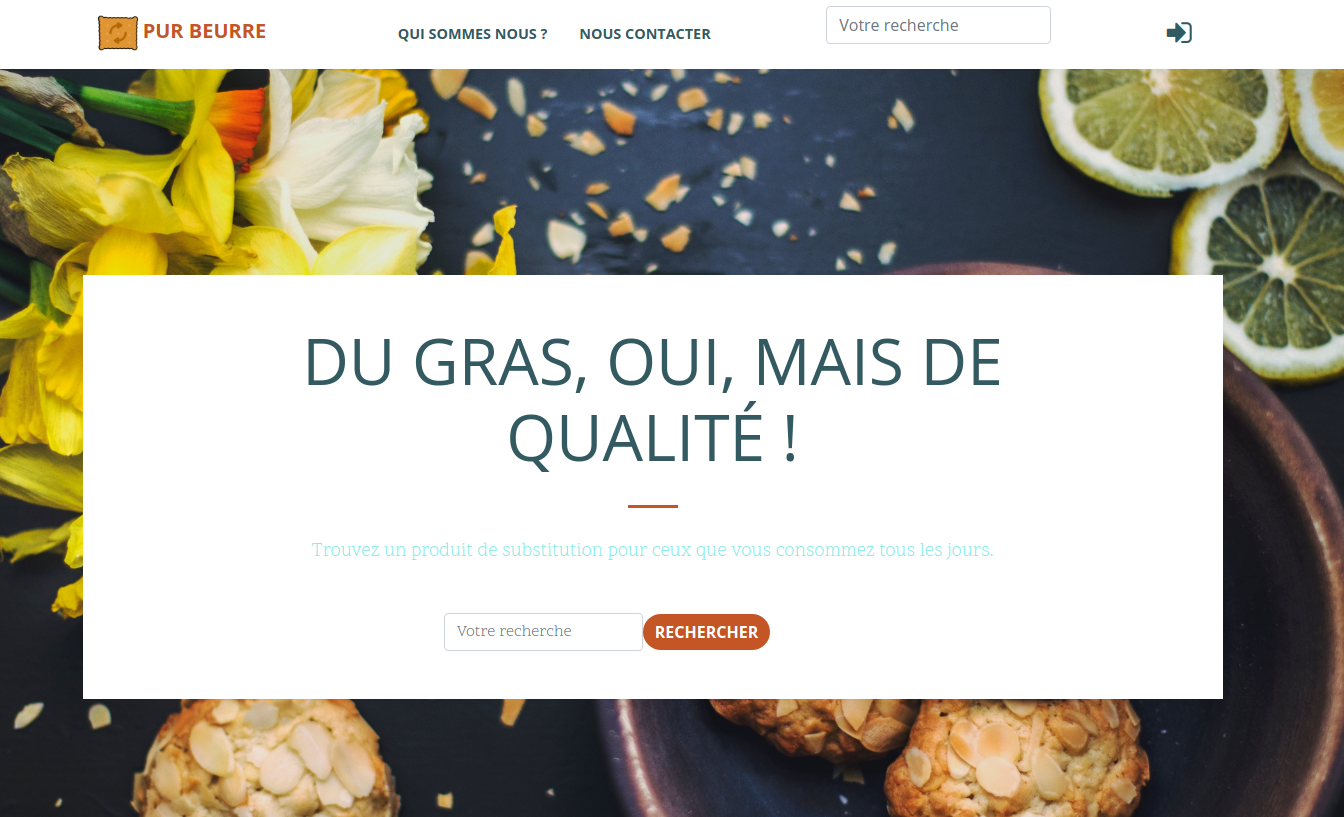 PUR BEURRE
QUI SOMMES NOUS ?
NOUS CONTACTER
Votre recherche
DU GRAS, OUI, MAIS DE
QUALITÉ !
Trouvez un produit de substitution pour ceux que vous consommez tous les jours.
Votre recherche
RECHERCHER